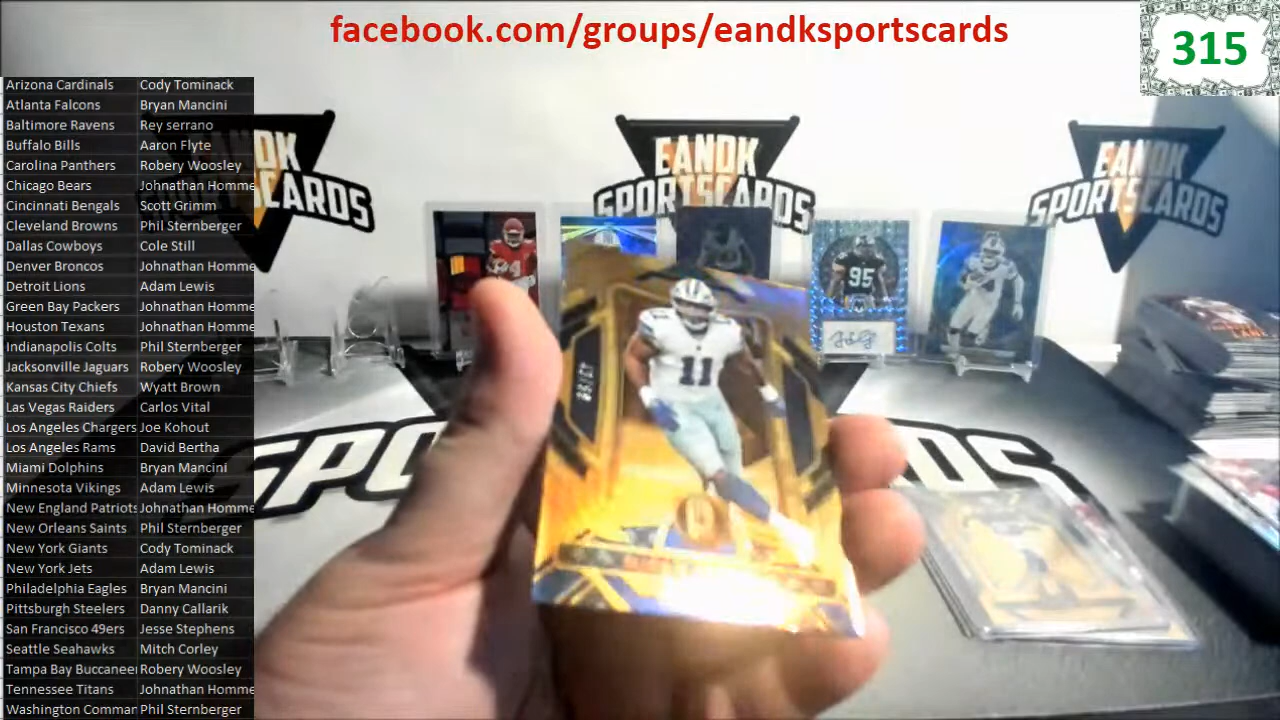 facebook.com/groups/eandksportscards
315
Arizona Cardinals Cody Tominack
Atlanta Falcons Bryan Mancini
Baltimore Ravens Rey serrano
Buffalo Bills Aaron Flyte
Carolina Panthers Robery Woosley
Chicago Bears Johnathan Homme
Cincinnati Bengals Scott Grimm
Cleveland Browns Phil Sternberger
Dallas Cowboys Cole Still
Denver Broncos Johnathan Homme
Detroit Lions Adam Lewis
Green Bay Packers Johnathan Homme
Houston Texans Johnathan Homme
Indianapolis Colts Phil Sternberger
Jacksonville Jaguars Robery Woosley
Kansas City Chiefs Wyatt Brown
Las Vegas Raiders Carlos Vital
Los Angeles Chargers Joe Kohout
Los Angeles Rams David Bertha
Miami Dolphins Bryan Mancini
Minnesota Vikings Adam Lewis
New England Patriots Johnathan Homme
New Orleans Saints Phil Sternberger
New York Giants Cody Tominack
New York Jets Adam Lewis
Philadelphia Eagles Bryan Mancini
Pittsburgh Steelers Danny Callarik
San Francisco 49ers Jesse Stephens
Seattle Seahawks Mitch Corley
Tampa Bay Buccaneer Robery Woosley
Tennessee Titans Johnathan Homme
Washington Comman Phil Sternberger
DK
CARDS
EANDK
SPORTSCARDS
EANDK
SPORTSCARDS
95
11